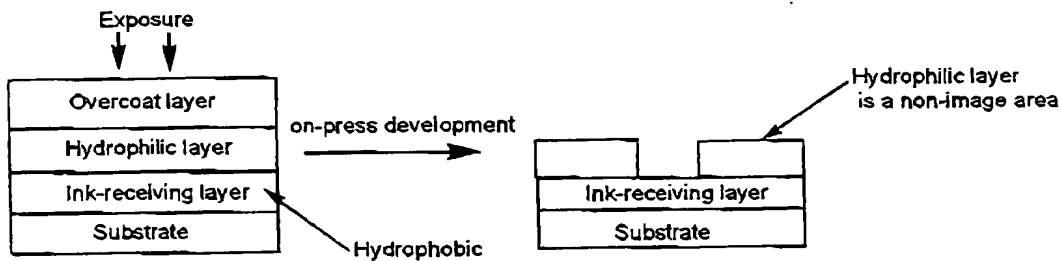 Exposure
Overcoat layer
Hydrophilic layer
Ink-receiving layer
Substrate
Hydrophobic
on-press development
Hydrophilic layer
is a non-image area
Ink-receiving layer
Substrate